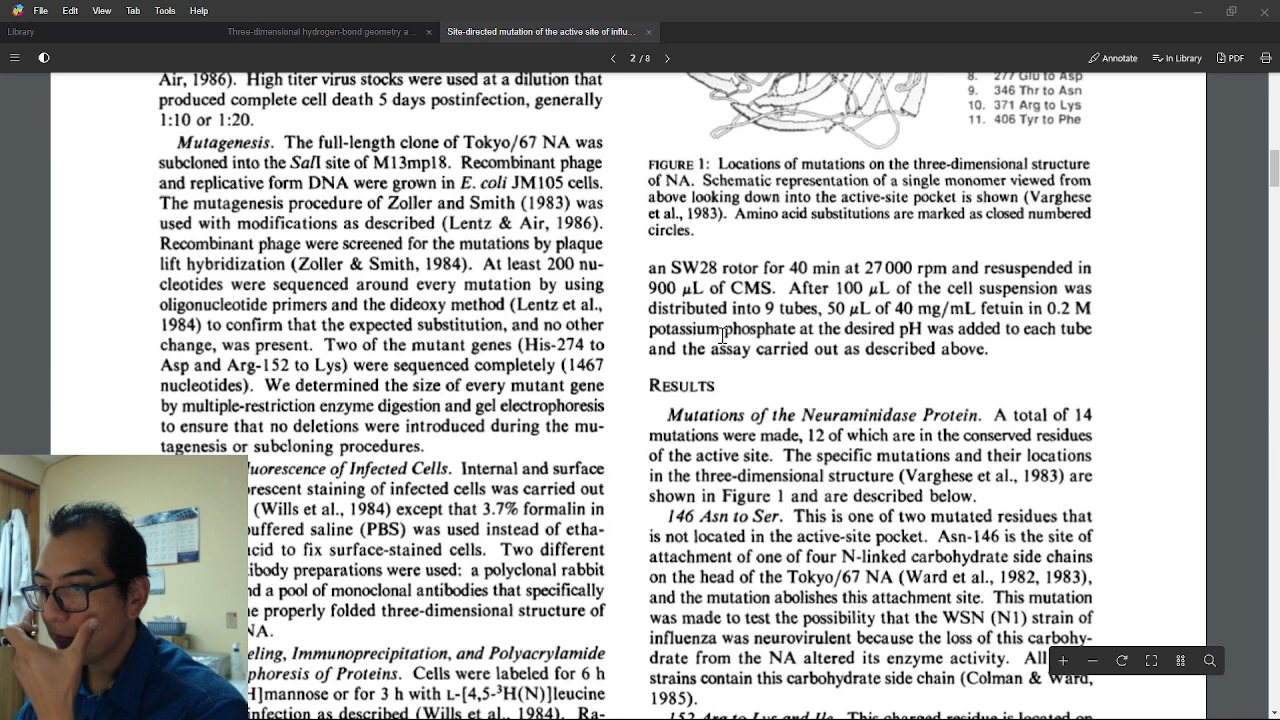 File Edit View Tab Tools Help
Library
Three-dimensional hydrogen-bond geometry a...
Site-directed mutation of the active site of influ...
2 / 8
Annotate In Library PDF Share
Air, 1986). High titer virus stocks were used at a dilution that
produced complete cell death 5 days postinfection, generally
1:10 or 1:20.
Mutagenesis. The full-length clone of Tokyo/67 NA was
subcloned into the SalI site of M13mp18. Recombinant phage
and replicative form DNA were grown in E. coli JM105 cells.
The mutagenesis procedure of Zoller and Smith (1983) was
used with modifications as described (Lentz & Air, 1986).
Recombinant phage were screened for the mutations by plaque
lift hybridization (Zoller & Smith, 1984). At least 200 nu-
cleotides were sequenced around every mutation by using
oligonucleotide primers and the dideoxy method (Lentz et al.,
1984) to confirm that the expected substitution, and no other
change, was present. Two of the mutant genes (His-274 to
Asp and Arg-152 to Lys) were sequenced completely (1467
nucleotides). We determined the size of every mutant gene
by multiple-restriction enzyme digestion and gel electrophoresis
to ensure that no deletions were introduced during the mu-
tagenesis or subcloning procedures.
uorescence of Infected Cells. Internal and surface
rescent staining of infected cells was carried out
(Wills et al., 1984) except that 3.7% formalin in
uffered saline (PBS) was used instead of etha-
cid to fix surface-stained cells. Two different
ibody preparations were used: a polyclonal rabbit
nd a pool of monoclonal antibodies that specifically
e properly folded three-dimensional structure of
NA.
eling, Immunoprecipitation, and Polyacrylamide
phoresis of Proteins. Cells were labeled for 6 h
H]mannose or for 3 h with L-[4,5-³H(N)]leucine
infection as described (Wills et al., 1984). Ra-
8. 277 Glu to Asp
9. 346 Thr to Asn
10. 371 Arg to Lys
11. 406 Tyr to Phe
FIGURE 1: Locations of mutations on the three-dimensional structure
of NA. Schematic representation of a single monomer viewed from
above looking down into the active-site pocket is shown (Varghese
et al., 1983). Amino acid substitutions are marked as closed numbered
circles.
an SW28 rotor for 40 min at 27 000 rpm and resuspended in
900 μL of CMS. After 100 μL of the cell suspension was
distributed into 9 tubes, 50 μL of 40 mg/mL fetuin in 0.2 M
potassium phosphate at the desired pH was added to each tube
and the assay carried out as described above.
RESULTS
Mutations of the Neuraminidase Protein. A total of 14
mutations were made, 12 of which are in the conserved residues
of the active site. The specific mutations and their locations
in the three-dimensional structure (Varghese et al., 1983) are
shown in Figure 1 and are described below.
146 Asn to Ser. This is one of two mutated residues that
is not located in the active-site pocket. Asn-146 is the site of
attachment of one of four N-linked carbohydrate side chains
on the head of the Tokyo/67 NA (Ward et al., 1982, 1983),
and the mutation abolishes this attachment site. This mutation
was made to test the possibility that the WSN (N1) strain of
influenza was neurovirulent because the loss of this carbohy-
drate from the NA altered its enzyme activity. All
strains contain this carbohydrate side chain (Colman & Ward,
1985).
152 Arg to Lys and Ile. This charged residue is located on